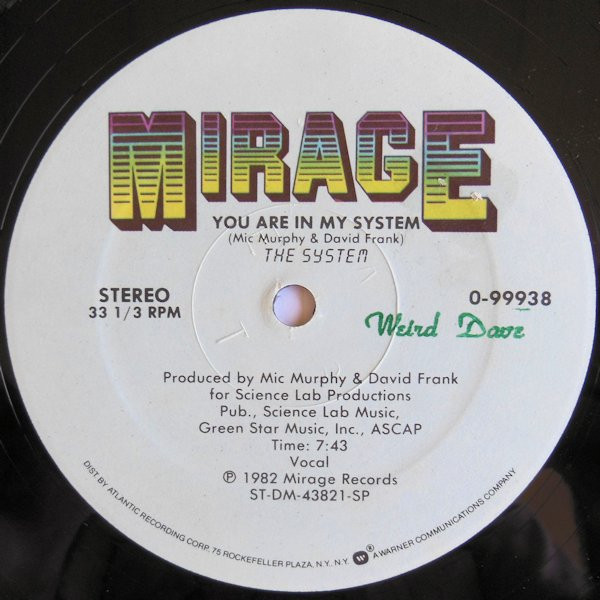 MIRAGE
YOU ARE IN MY SYSTEM
(Mic Murphy & David Frank)
THE SYSTEM
STEREO
33 1/3 RPM
0-99938
Weird Dave
Produced by Mic Murphy & David Frank
for Science Lab Productions
Pub., Science Lab Music,
Green Star Music, Inc., ASCAP
Time: 7:43
Vocal
℗ 1982 Mirage Records
ST-DM-43821-SP
DIST BY ATLANTIC RECORDING CORP. 75 ROCKEFELLER PLAZA, N.Y., N.Y. ® A WARNER COMMUNICATIONS COMPANY